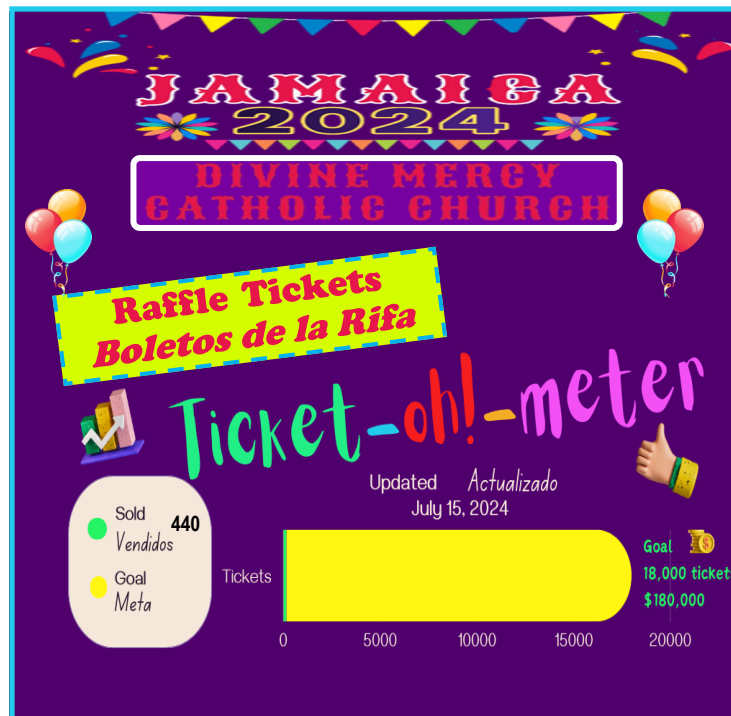 JAMAICA
2024
DIVINE MERCY
CATHOLIC CHURCH
Raffle Tickets
Boletos de la Rifa
Ticket-oh!-meter
Updated Actualizado
July 15, 2024
Sold 440
Vendidos
Goal
Meta
Tickets
Goal
18,000 tickets
$180,000
0 5000 10000 15000 20000